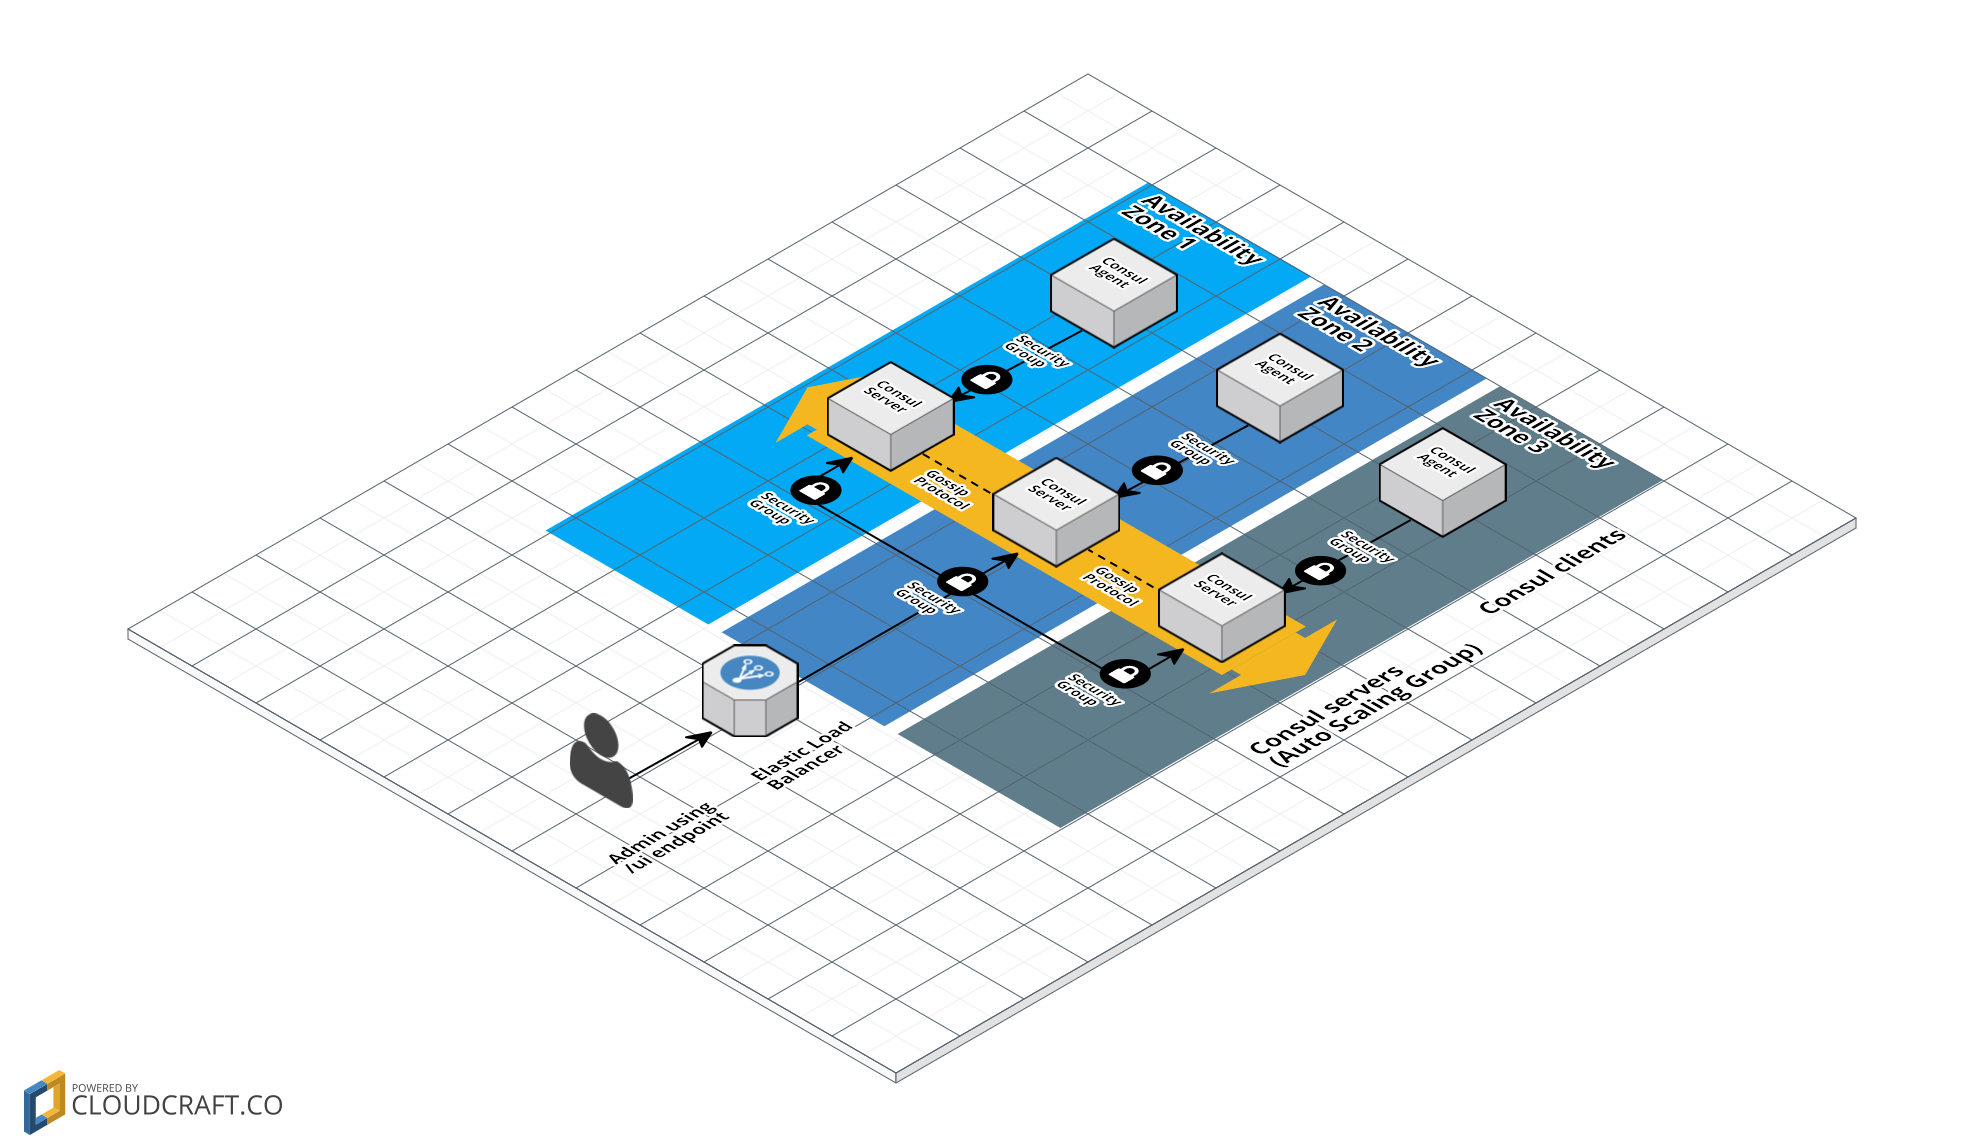 Availability
Zone 1
Consul
Agent
Security
Group
Consul
Server
Security
Group
Gossip
Protocol
Availability
Zone 2
Consul
Agent
Security
Group
Consul
Server
Security
Group
Gossip
Protocol
Availability
Zone 3
Consul
Agent
Security
Group
Consul
Server
Security
Group
Consul clients
Consul servers
(Auto Scaling Group)
Elastic Load
Balancer
Admin using
/ui endpoint
POWERED BY
CLOUDCRAFT.CO